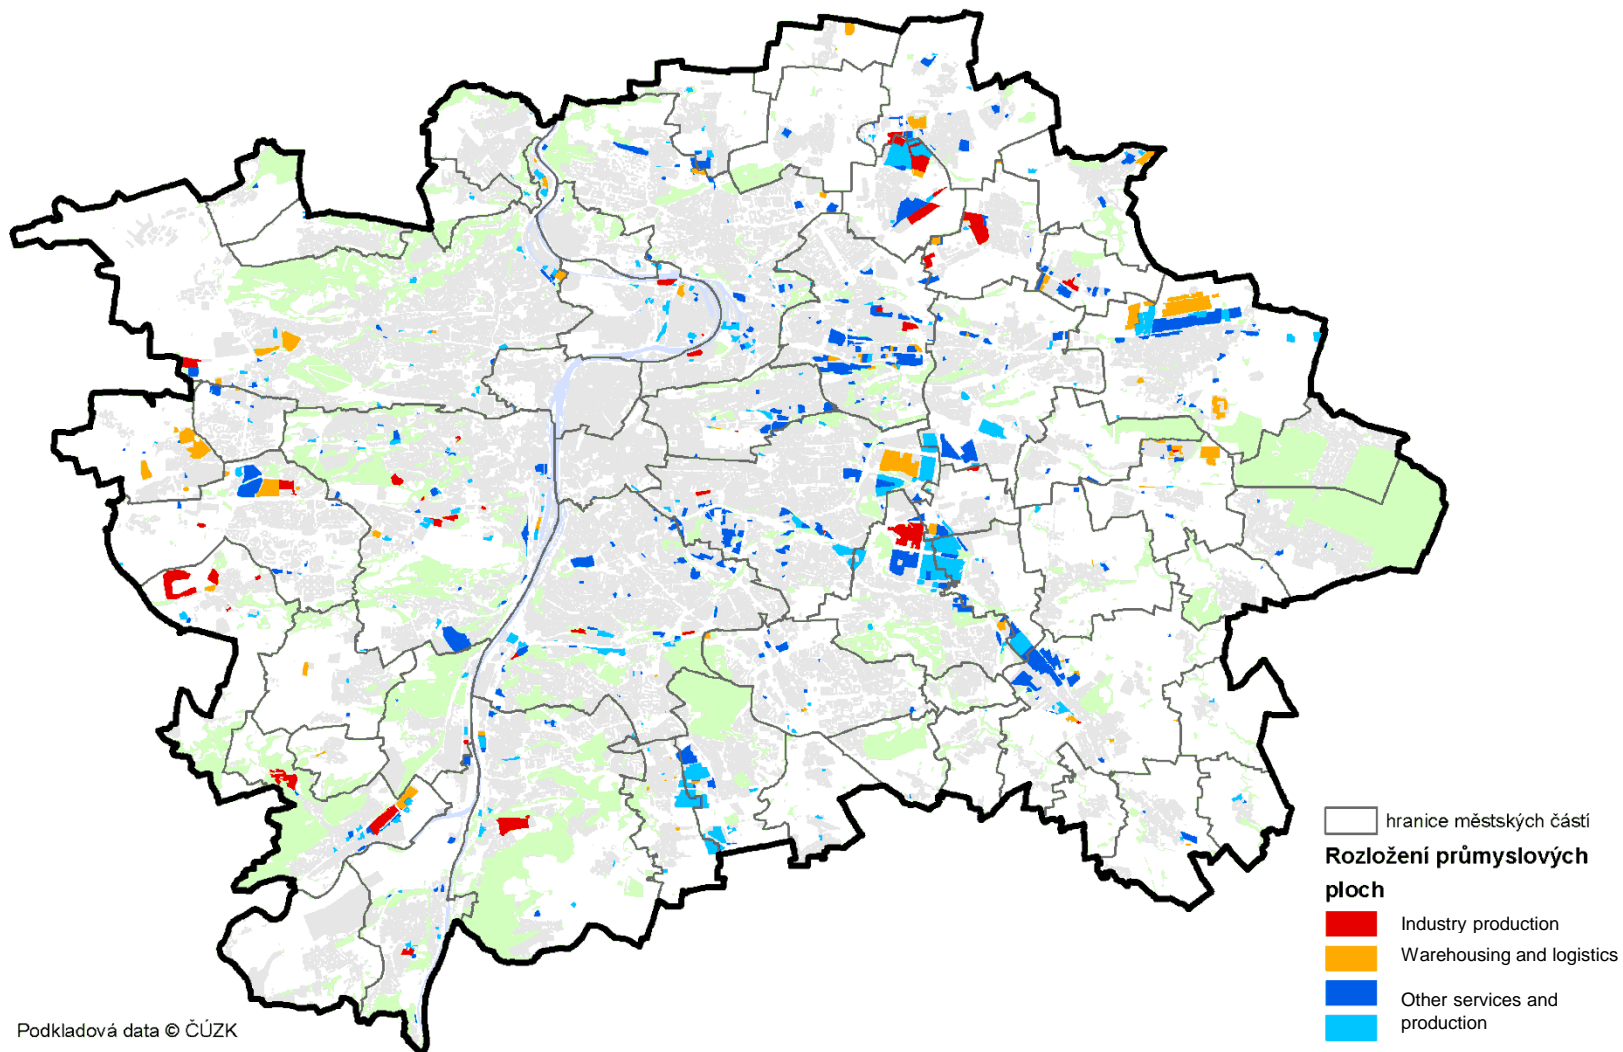 hranice městských částí
Rozložení průmyslových
ploch
Industry production
Warehousing and logistics
Other services and
production
Podkladová data © ČÚZK